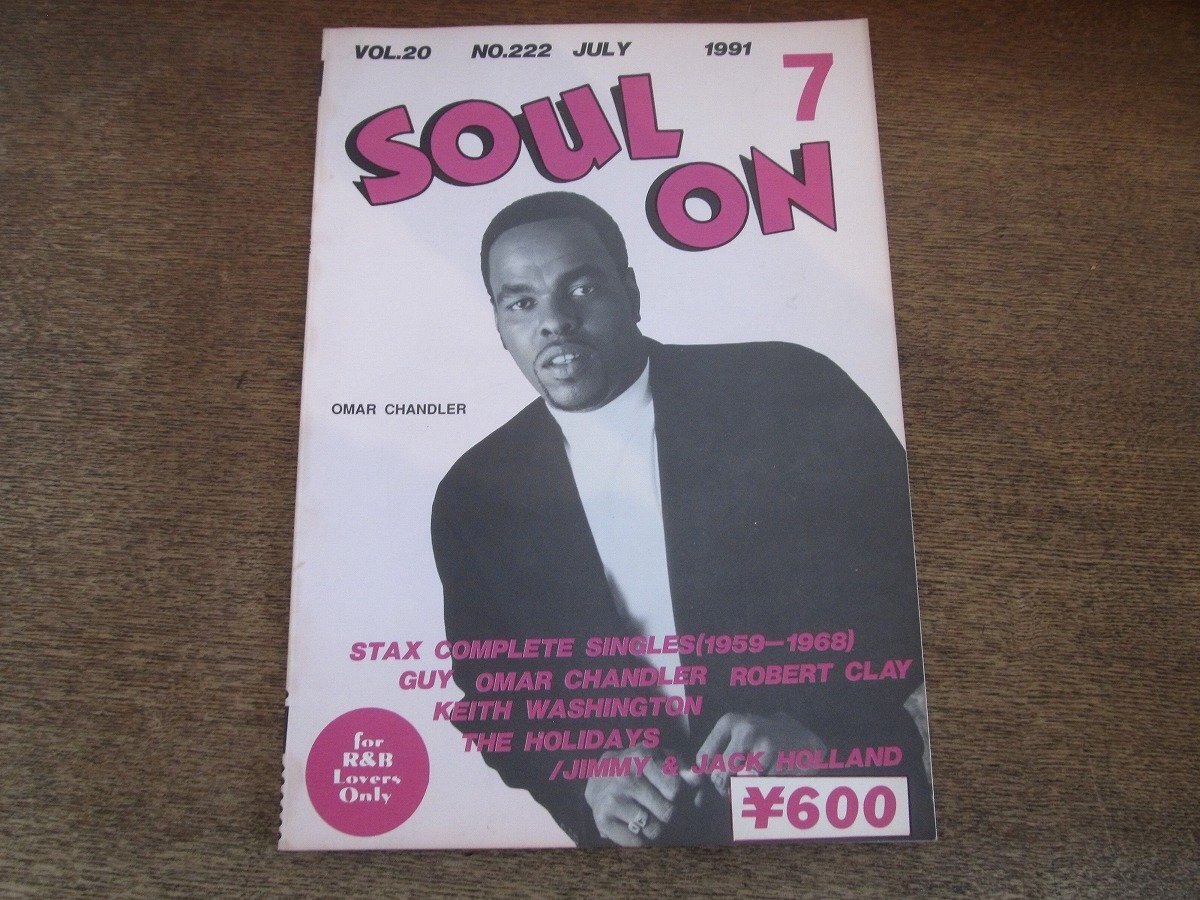 VOL.20 NO.222 JULY 1991
7
SOUL
ON
OMAR CHANDLER
STAX COMPLETE SINGLES(1959—1968)
GUY OMAR CHANDLER ROBERT CLAY
KEITH WASHINGTON
THE HOLIDAYS
/JIMMY & JACK HOLLAND
for
R&B
Lovers
Only
¥600